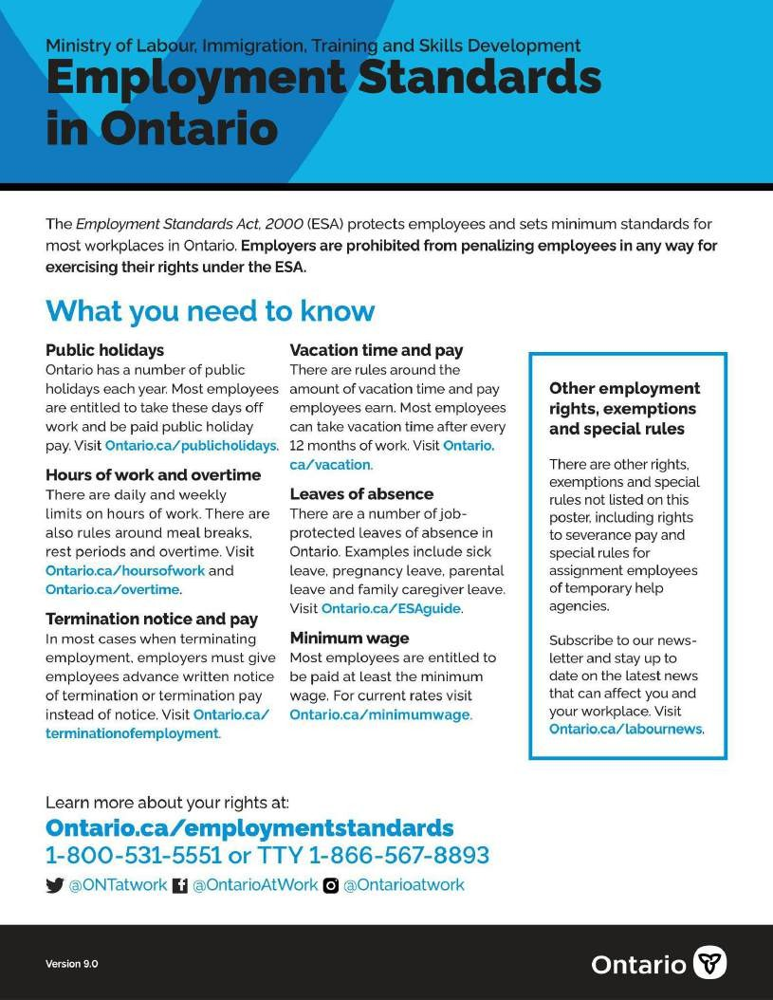 Ministry of Labour, Immigration, Training and Skills Development
Employment Standards
in Ontario
The Employment Standards Act, 2000 (ESA) protects employees and sets minimum standards for
most workplaces in Ontario. Employers are prohibited from penalizing employees in any way for
exercising their rights under the ESA.
What you need to know
Public holidays
Ontario has a number of public
holidays each year. Most employees
are entitled to take these days off
work and be paid public holiday
pay. Visit Ontario.ca/publicholidays.
Hours of work and overtime
There are daily and weekly
limits on hours of work. There are
also rules around meal breaks,
rest periods and overtime. Visit
Ontario.ca/hoursofwork and
Ontario.ca/overtime.
Termination notice and pay
In most cases when terminating
employment, employers must give
employees advance written notice
of termination or termination pay
instead of notice. Visit Ontario.ca/
terminationofemployment.
Vacation time and pay
There are rules around the
amount of vacation time and pay
employees earn. Most employees
can take vacation time after every
12 months of work. Visit Ontario.
ca/vacation.
Leaves of absence
There are a number of job-
protected leaves of absence in
Ontario. Examples include sick
leave, pregnancy leave, parental
leave and family caregiver leave.
Visit Ontario.ca/ESAguide.
Minimum wage
Most employees are entitled to
be paid at least the minimum
wage. For current rates visit
Ontario.ca/minimumwage.
Other employment
rights, exemptions
and special rules
There are other rights,
exemptions and special
rules not listed on this
poster, including rights
to severance pay and
special rules for
assignment employees
of temporary help
agencies.
Subscribe to our news-
letter and stay up to
date on the latest news
that can affect you and
your workplace. Visit
Ontario.ca/labournews.
Learn more about your rights at:
Ontario.ca/employmentstandards
1-800-531-5551 or TTY 1-866-567-8893
@ONTatwork @OntarioAtWork @Ontarioatwork
Version 9.0
Ontario